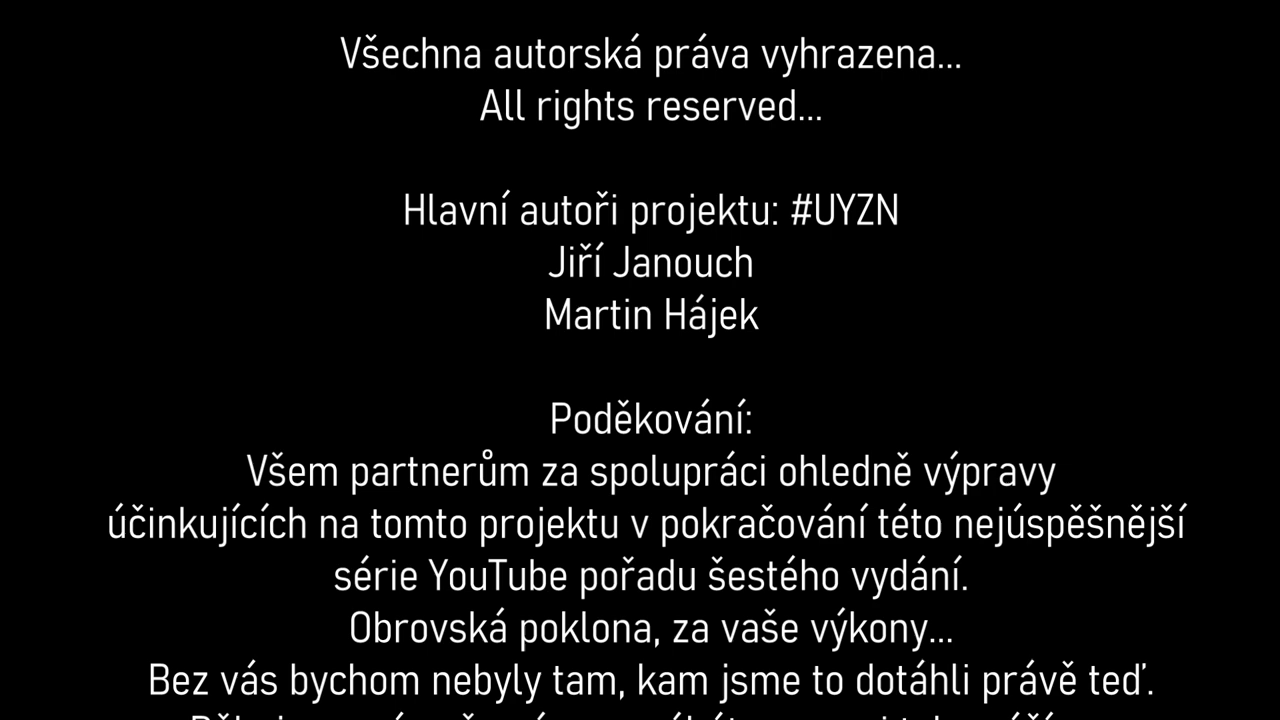 Všechna autorská práva vyhrazena...
All rights reserved...
Hlavní autoři projektu: #UYZN
Jiří Janouch
Martin Hájek
Poděkování:
Všem partnerům za spolupráci ohledně výpravy
účinkujících na tomto projektu v pokračování této nejúspěšnější
série YouTube pořadu šestého vydání.
Obrovská poklona, za vaše výkony...
Bez vás bychom nebyly tam, kam jsme to dotáhli právě teď.